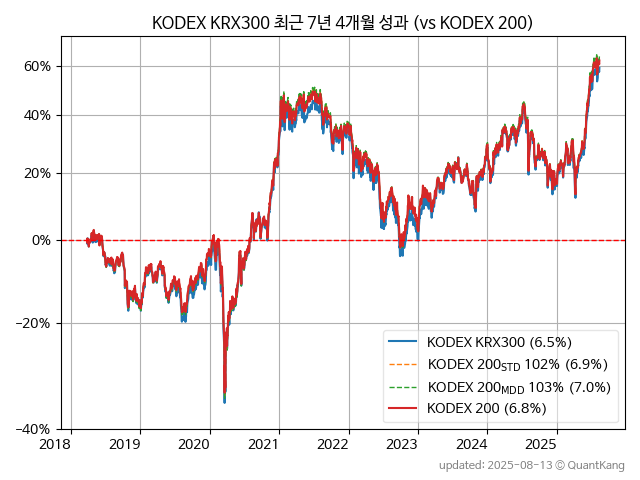 KODEX KRX300 최근 7년 4개월 성과 (vs KODEX 200)
60%
40%
20%
0%
−20%
−40%
2018 2019 2020 2021 2022 2023 2024 2025
KODEX KRX300 (6.5%)
KODEX 200STD 102% (6.9%)
KODEX 200MDD 103% (7.0%)
KODEX 200 (6.8%)
updated: 2025-08-13 ⓒ QuantKang